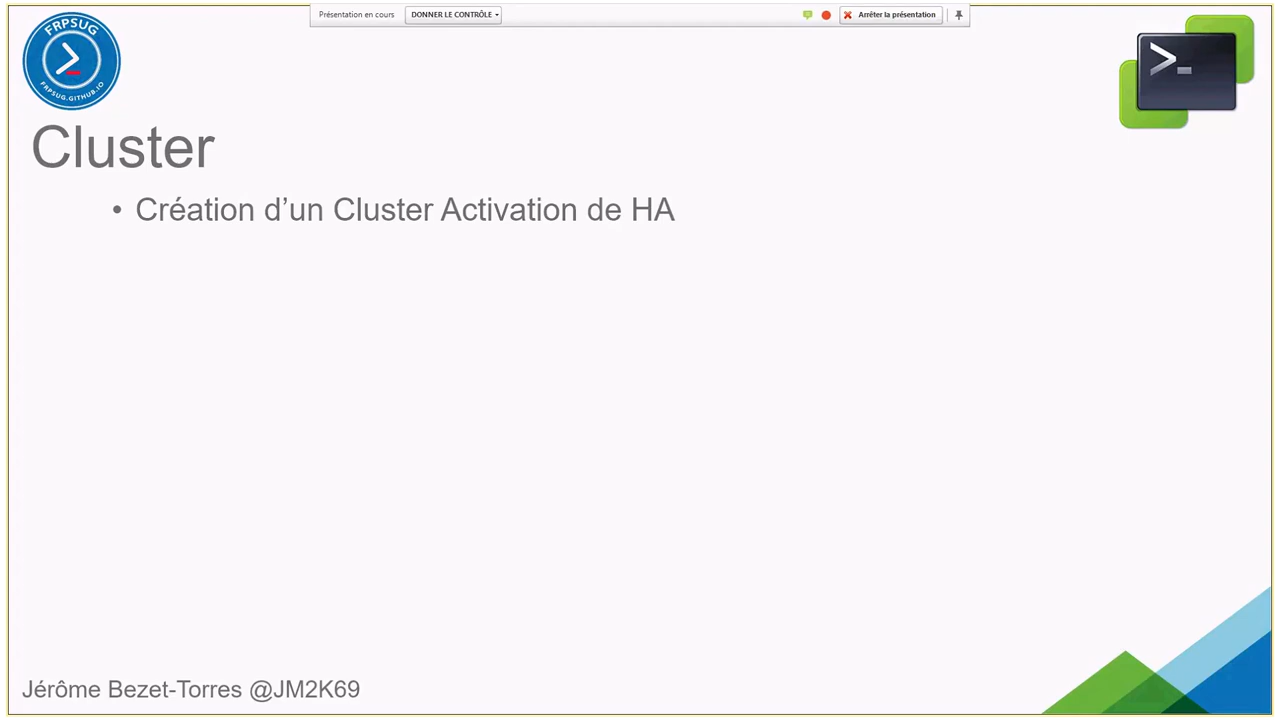 Présentation en cours
DONNER LE CONTRÔLE
Arrêter la présentation
FRPSUG
FRPSUG.GITHUB.IO
Cluster
• Création d’un Cluster Activation de HA
Jérôme Bezet-Torres @JM2K69